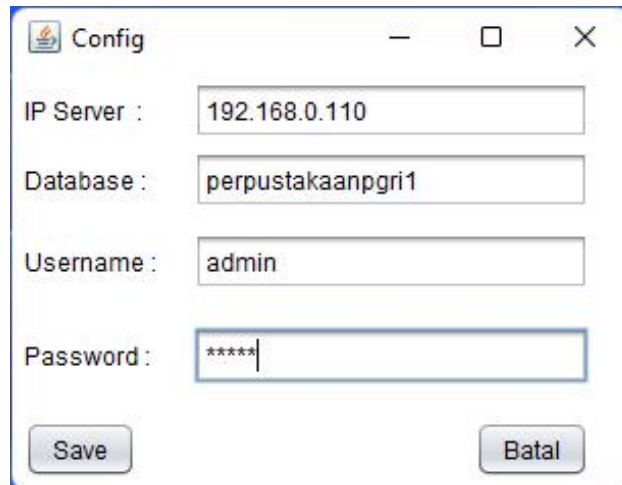 Config
IP Server : 192.168.0.110
Database : perpustakaanpgri1
Username : admin
Password : *****
Save Batal